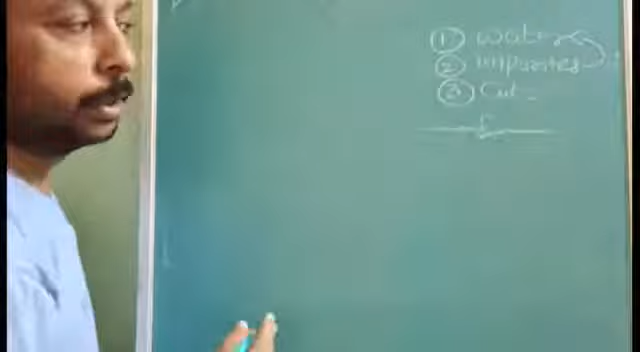 ① water
② impurities
③ Cut